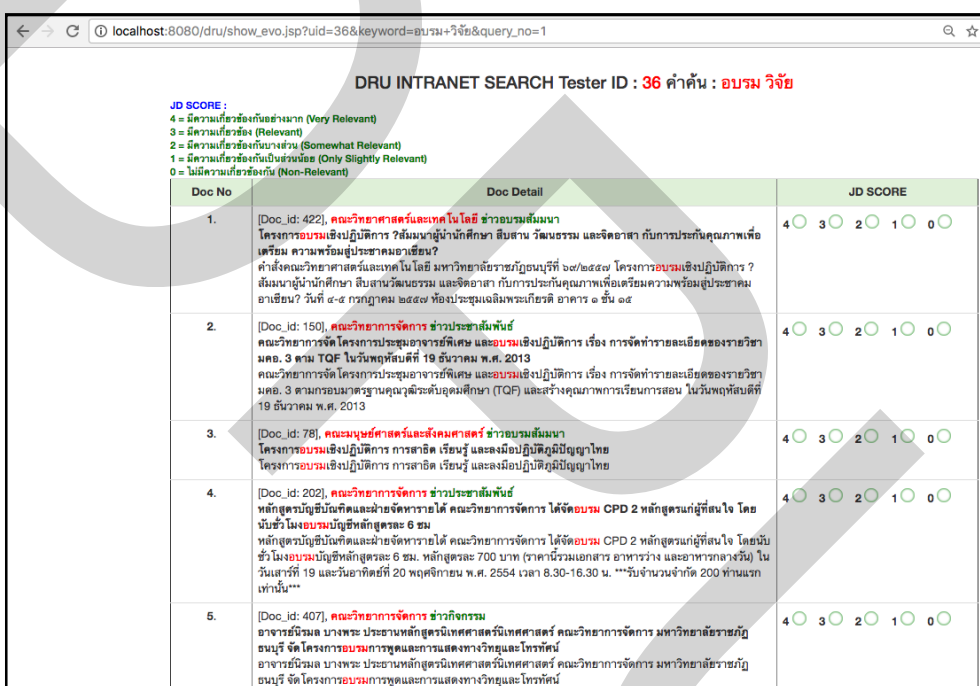 localhost:8080/dru/show_evo.jsp?uid=36&keyword=อบรม+วิจัย&query_no=1
DRU INTRANET SEARCH Tester ID : 36 คำค้น : อบรม วิจัย
JD SCORE :
4 = มีความเกี่ยวข้องกันอย่างมาก (Very Relevant)
3 = มีความเกี่ยวข้อง (Relevant)
2 = มีความเกี่ยวข้องกันบางส่วน (Somewhat Relevant)
1 = มีความเกี่ยวข้องกันเป็นส่วนน้อย (Only Slightly Relevant)
0 = ไม่มีความเกี่ยวข้องกัน (Non-Relevant)
Doc No Doc Detail JD SCORE
1. [Doc_id: 422], คณะวิทยาศาสตร์และเทคโนโลยี ข่าวอบรมสัมมนา 4 3 2 1 0
โครงการอบรมเชิงปฏิบัติการ ?สัมมนาผู้นำนักศึกษา สืบสาน วัฒนธรรม และจิตอาสา กับการประกันคุณภาพเพื่อ
เตรียม ความพร้อมสู่ประชาคมอาเซียน?
คำสั่งคณะวิทยาศาสตร์และเทคโนโลยี มหาวิทยาลัยราชภัฏธนบุรีที่ ๖๙/๒๕๕๗ โครงการอบรมเชิงปฏิบัติการ ?
สัมมนาผู้นำนักศึกษา สืบสานวัฒนธรรม และจิตอาสา กับการประกันคุณภาพเพื่อเตรียมความพร้อมสู่ประชาคม
อาเซียน? วันที่ ๔-๕ กรกฎาคม ๒๕๕๗ ห้องประชุมเฉลิมพระเกียรติ อาคาร ๑ ชั้น ๑๕
2. [Doc_id: 150], คณะวิทยาการจัดการ ข่าวประชาสัมพันธ์ 4 3 2 1 0
คณะวิทยาการจัดโครงการประชุมอาจารย์พิเศษ และอบรมเชิงปฏิบัติการ เรื่อง การจัดทำรายละเอียดของรายวิชา
มคอ. 3 ตาม TQF ในวันพฤหัสบดีที่ 19 ธันวาคม พ.ศ. 2013
คณะวิทยาการจัดโครงการประชุมอาจารย์พิเศษ และอบรมเชิงปฏิบัติการ เรื่อง การจัดทำรายละเอียดของรายวิชา
มคอ. 3 ตามกรอบมาตรฐานคุณวุฒิระดับอุดมศึกษา (TQF) และสร้างคุณภาพการเรียนการสอน ในวันพฤหัสบดีที่
19 ธันวาคม พ.ศ. 2013
3. [Doc_id: 78], คณะมนุษย์ศาสตร์และสังคมศาสตร์ ข่าวอบรมสัมมนา 4 3 2 1 0
โครงการอบรมเชิงปฏิบัติการ การสาธิต เรียนรู้ และลงมือปฏิบัติภูมิปัญญาไทย
โครงการอบรมเชิงปฏิบัติการ การสาธิต เรียนรู้ และลงมือปฏิบัติภูมิปัญญาไทย
4. [Doc_id: 202], คณะวิทยาการจัดการ ข่าวประชาสัมพันธ์ 4 3 2 1 0
หลักสูตรบัญชีบัณฑิตและฝ่ายจัดหารายได้ คณะวิทยาการจัดการ ได้จัดอบรม CPD 2 หลักสูตรแก่ผู้ที่สนใจ โดย
นับชั่วโมงอบรมบัญชีหลักสูตรละ 6 ชม
หลักสูตรบัญชีบัณฑิตและฝ่ายจัดหารายได้ คณะวิทยาการจัดการ ได้จัดอบรม CPD 2 หลักสูตรแก่ผู้ที่สนใจ โดยนับ
ชั่วโมงอบรมบัญชีหลักสูตรละ 6 ชม. หลักสูตรละ 700 บาท (ราคานี้รวมเอกสาร อาหารว่าง และอาหารกลางวัน) ใน
วันเสาร์ที่ 19 และวันอาทิตย์ที่ 20 พฤศจิกายน พ.ศ. 2554 เวลา 8.30-16.30 น. ***รับจำนวนจำกัด 200 ท่านแรก
เท่านั้น***
5. [Doc_id: 407], คณะวิทยาการจัดการ ข่าวกิจกรรม 4 3 2 1 0
อาจารย์นิรมล บางพระ ประธานหลักสูตรนิเทศศาสตร์นิเทศศาสตร์ คณะวิทยาการจัดการ มหาวิทยาลัยราชภัฏ
ธนบุรี จัดโครงการอบรมการพูดและการแสดงทางวิทยุและโทรทัศน์
อาจารย์นิรมล บางพระ ประธานหลักสูตรนิเทศศาสตร์นิเทศศาสตร์ คณะวิทยาการจัดการ มหาวิทยาลัยราชภัฏ
ธนบุรี จัดโครงการอบรมการพูดและการแสดงทางวิทยุและโทรทัศน์